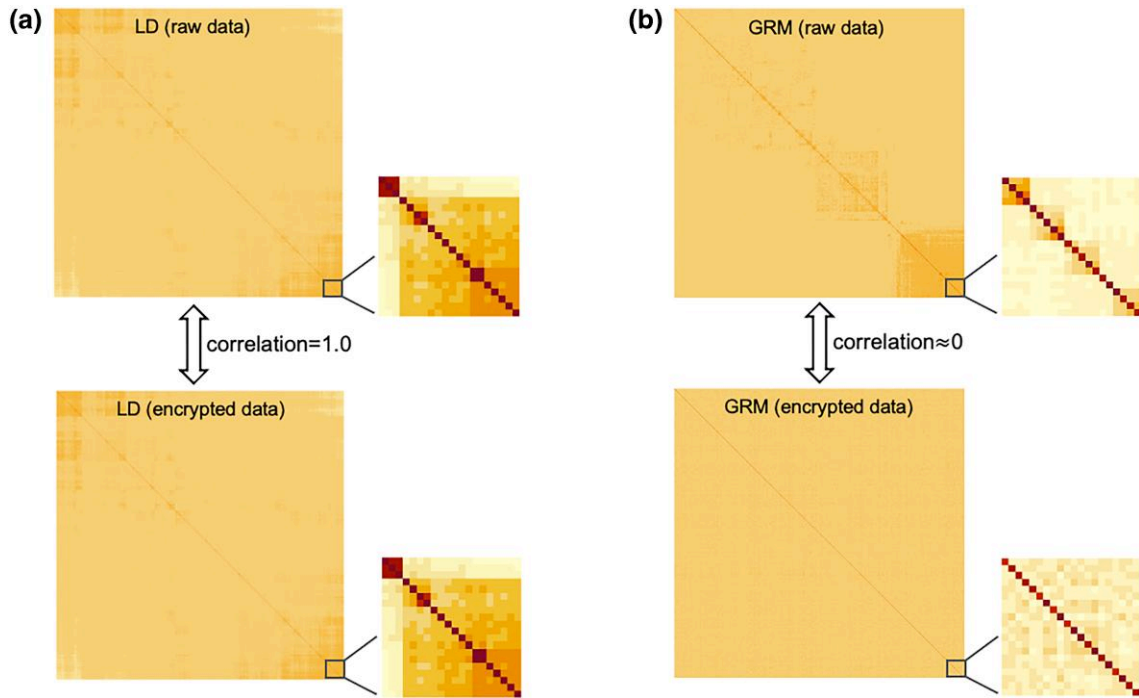 (a)
LD (raw data)
correlation=1.0
LD (encrypted data)
(b)
GRM (raw data)
correlation≈0
GRM (encrypted data)